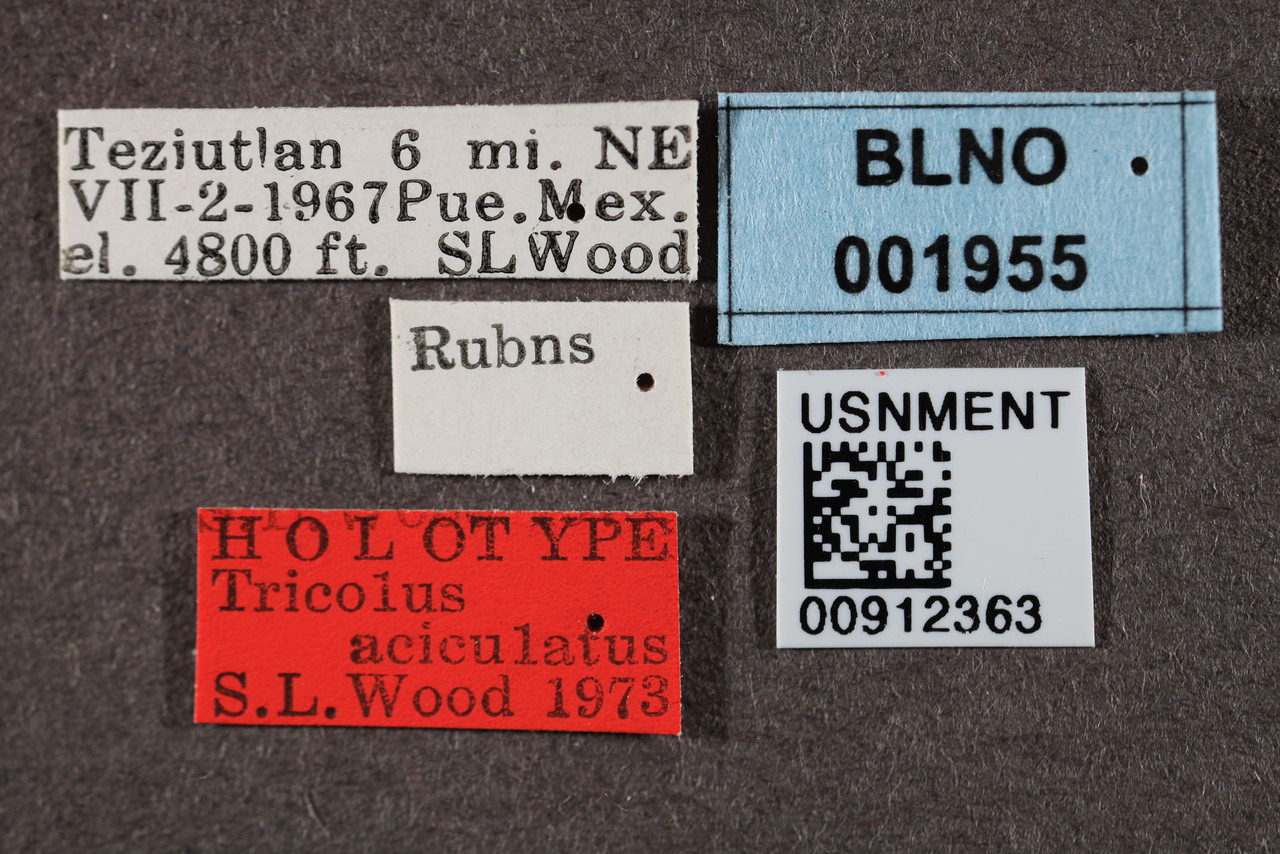 Teziutlan 6 mi. NE
VII-2-1967 Pue. Mex.
el. 4800 ft. SLWood
BLNO
001955
Rubns
USNMENT
00912363
HOLOTYPE
Tricolus
aciculatus
S.L. Wood 1973